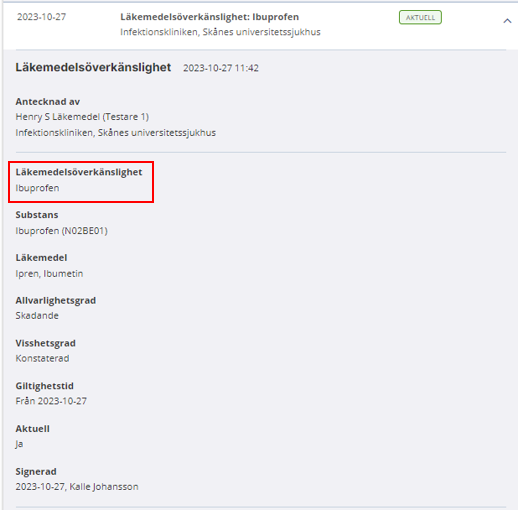 2023-10-27 Läkemedelsöverkänslighet: Ibuprofen AKTUELL
Infektionskliniken, Skånes universitetssjukhus
Läkemedelsöverkänslighet 2023-10-27 11:42
Antecknad av
Henry S Läkemedel (Testare 1)
Infektionskliniken, Skånes universitetssjukhus
Läkemedelsöverkänslighet
Ibuprofen
Substans
Ibuprofen (N02BE01)
Läkemedel
Ipren, Ibumetin
Allvarlighetsgrad
Skadande
Visshetsgrad
Konstaterad
Giltighetstid
Från 2023-10-27
Aktuell
Ja
Signerad
2023-10-27, Kalle Johansson